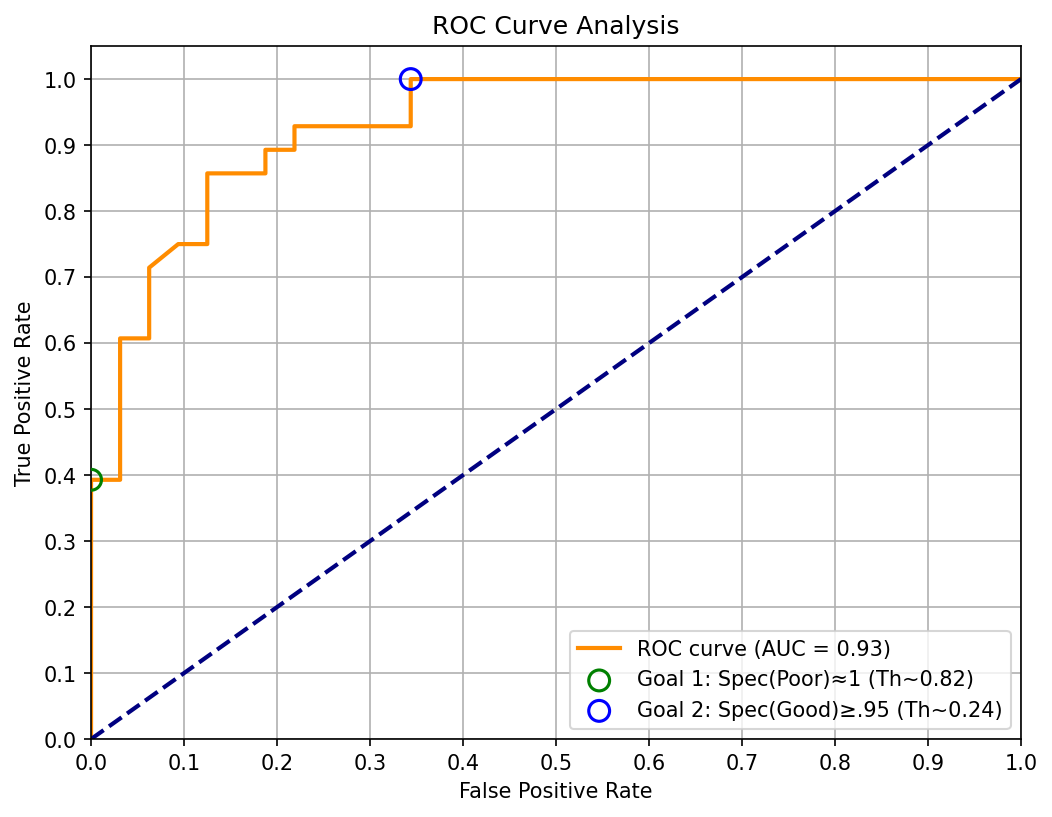 ROC Curve Analysis
True Positive Rate
1.0
0.9
0.8
0.7
0.6
0.5
0.4
0.3
0.2
0.1
0.0
ROC curve (AUC = 0.93)
Goal 1: Spec(Poor)≈1 (Th~0.82)
Goal 2: Spec(Good)≥.95 (Th~0.24)
0.0 0.1 0.2 0.3 0.4 0.5 0.6 0.7 0.8 0.9 1.0
False Positive Rate